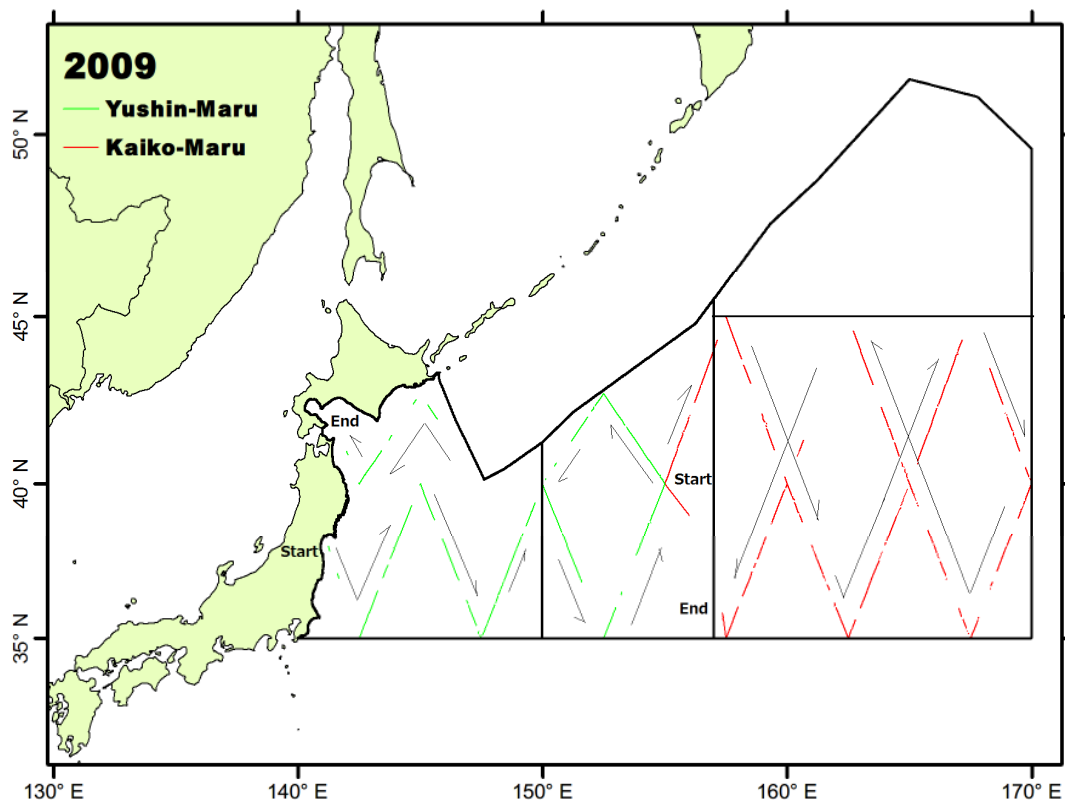 2009
Yushin-Maru
Kaiko-Maru
50° N
45° N
End
40° N
Start
Start
End
35° N
130° E
140° E
150° E
160° E
170° E